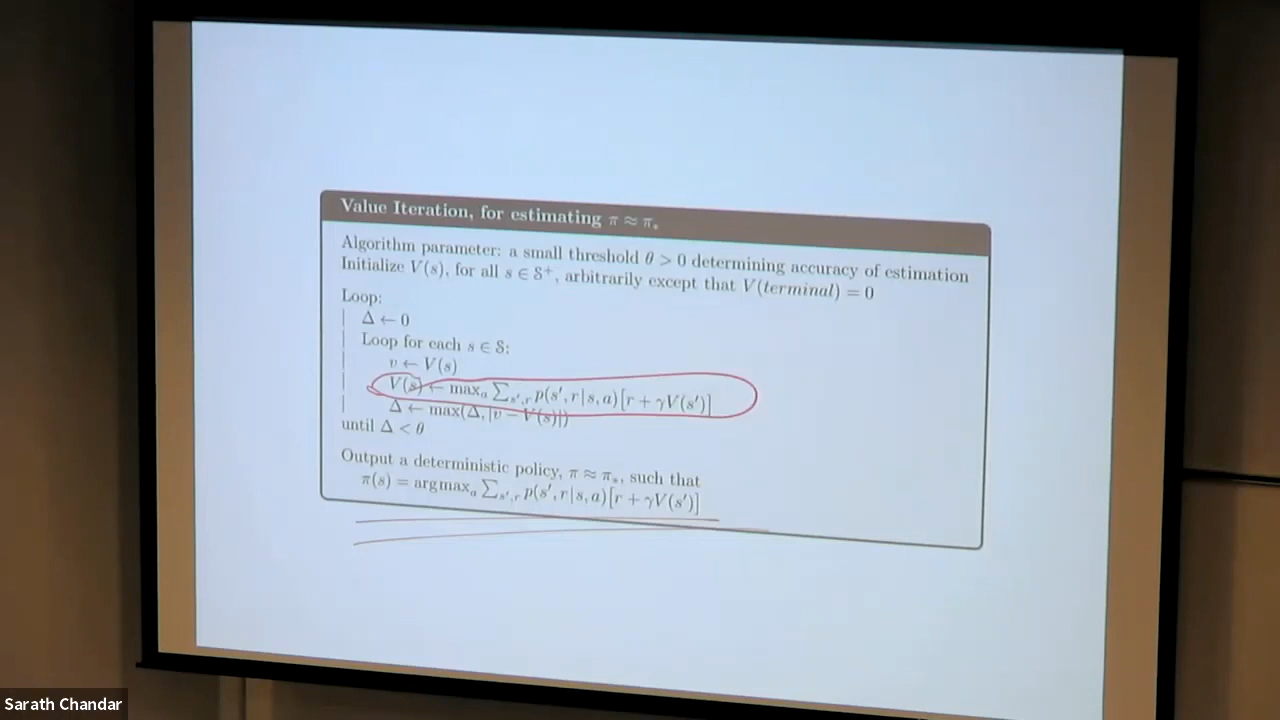 Value Iteration, for estimating π ≈ π*
Algorithm parameter: a small threshold θ > 0 determining accuracy of estimation
Initialize V(s), for all s ∈ S⁺, arbitrarily except that V(terminal) = 0
Loop:
Δ ← 0
Loop for each s ∈ S:
v ← V(s)
V(s) ← maxₐ ∑ₛ′,ᵣ p(s′, r | s, a)[r + γV(s′)]
Δ ← max(Δ, |v − V(s)|)
until Δ < θ
Output a deterministic policy, π ≈ π*, such that
π(s) = argmaxₐ ∑ₛ′,ᵣ p(s′, r | s, a)[r + γV(s′)]
Sarath Chandar